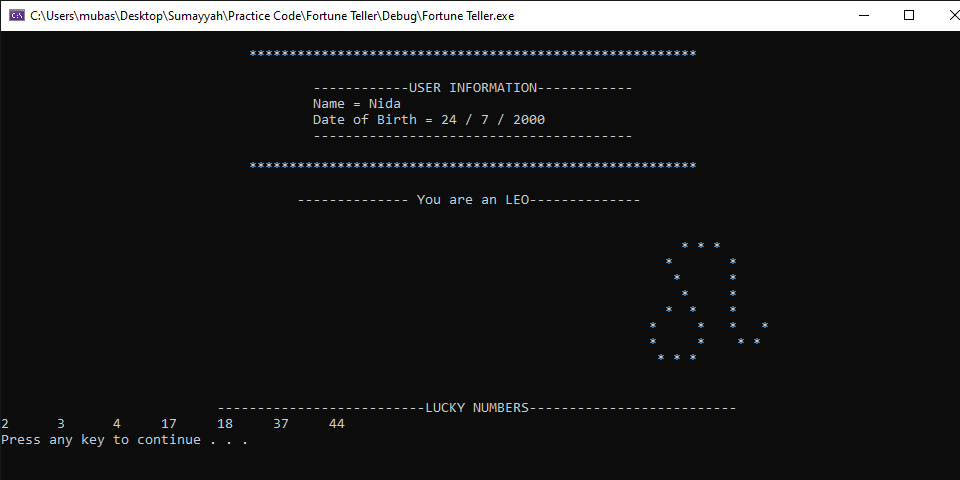 C:\Users\mubas\Desktop\Sumayyah\Practice Code\Fortune Teller\Debug\Fortune Teller.exe
********************************************************
------------USER INFORMATION------------
Name = Nida
Date of Birth = 24 / 7 / 2000
----------------------------------------
********************************************************
-------------- You are an LEO--------------
* * *
*       *
*      *
*     *
*  *    *
*     *   *   *
*     *    * *
* * *
--------------------------LUCKY NUMBERS--------------------------
2      3      4     17     18     37     44
Press any key to continue . . .